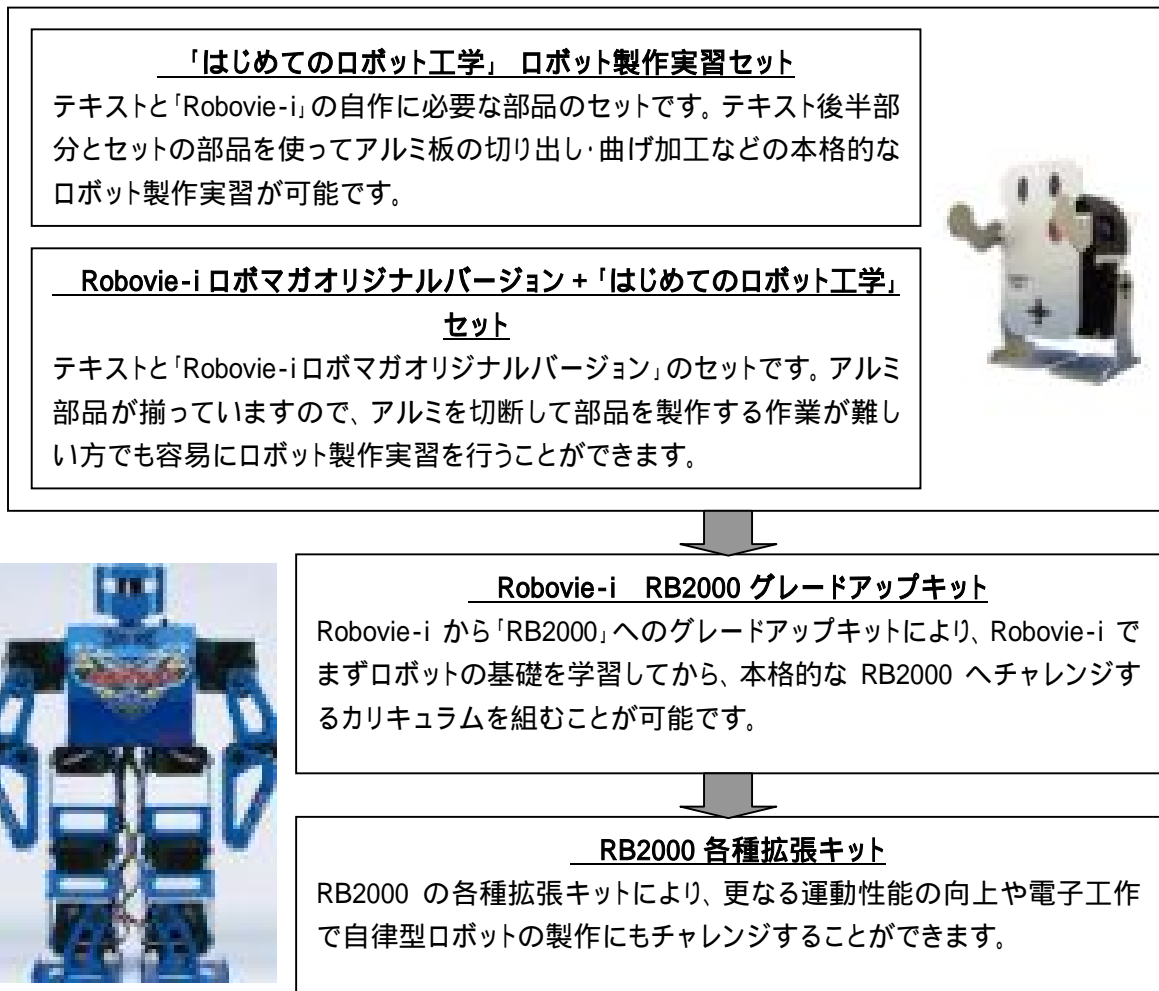 「はじめてのロボット工学」 ロボット製作実習セット
テキストと「Robovie-i」の自作に必要な部品のセットです。テキスト後半部
分とセットの部品を使ってアルミ板の切り出し・曲げ加工などの本格的な
ロボット製作実習が可能です。
Robovie-i ロボマガオリジナルバージョン + 「はじめてのロボット工学」
セット
テキストと「Robovie-i ロボマガオリジナルバージョン」のセットです。アルミ
部品が揃っていますので、アルミを切断して部品を製作する作業が難し
い方でも容易にロボット製作実習を行うことができます。
Robovie-i　RB2000 グレードアップキット
Robovie-i から「RB2000」へのグレードアップキットにより、Robovie-i で
まずロボットの基礎を学習してから、本格的な RB2000 へチャレンジす
るカリキュラムを組むことが可能です。
RB2000 各種拡張キット
RB2000 の各種拡張キットにより、更なる運動性能の向上や電子工作
で自律型ロボットの製作にもチャレンジすることができます。